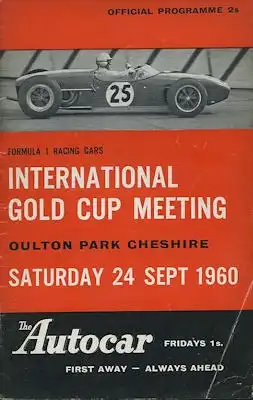 OFFICIAL PROGRAMME 2s
25
FORMULA 1 RACING CARS
INTERNATIONAL
GOLD CUP MEETING
OULTON PARK CHESHIRE
SATURDAY 24 SEPT 1960
The Autocar FRIDAYS 1s.
FIRST AWAY — ALWAYS AHEAD